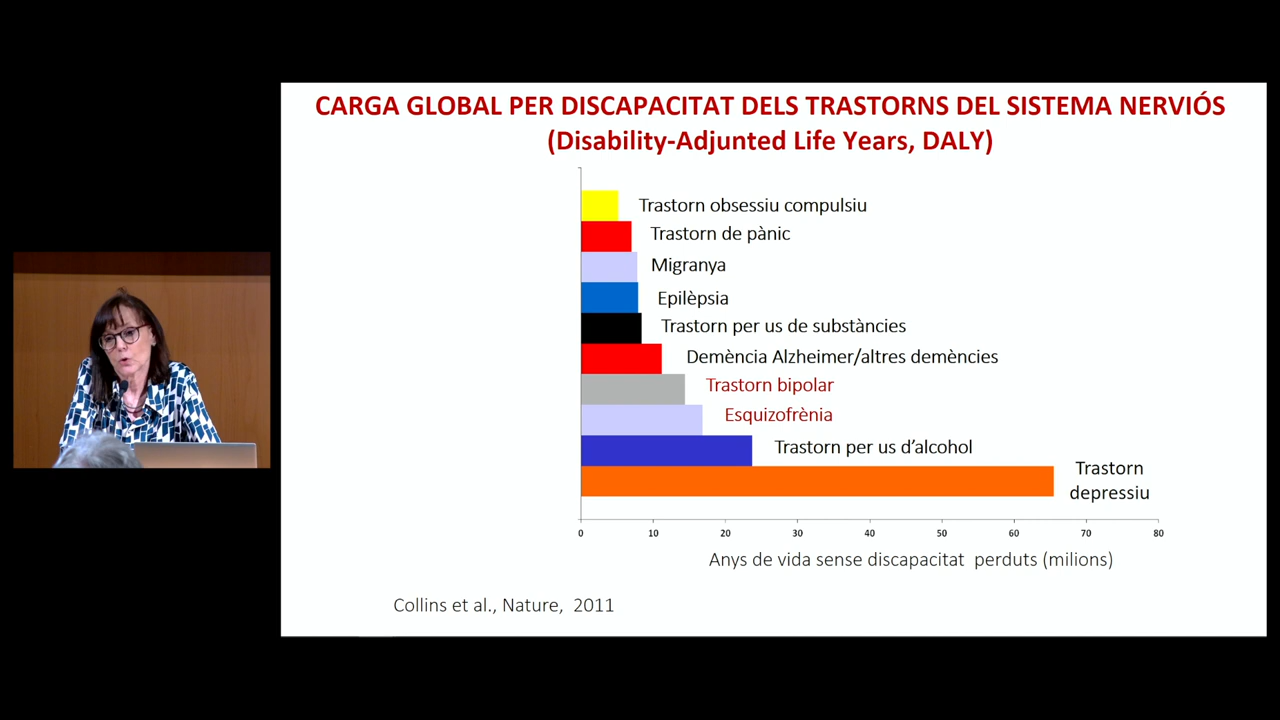 CARGA GLOBAL PER DISCAPACITAT DELS TRASTORNS DEL SISTEMA NERVIÓS
(Disability-Adjunted Life Years, DALY)
Trastorn obsessiu compulsiu
Trastorn de pànic
Migranya
Epilèpsia
Trastorn per us de substàncies
Demència Alzheimer/altres demències
Trastorn bipolar
Esquizofrènia
Trastorn per us d’alcohol
Trastorn
depressiu
0 10 20 30 40 50 60 70 80
Anys de vida sense discapacitat perduts (milions)
Collins et al., Nature, 2011